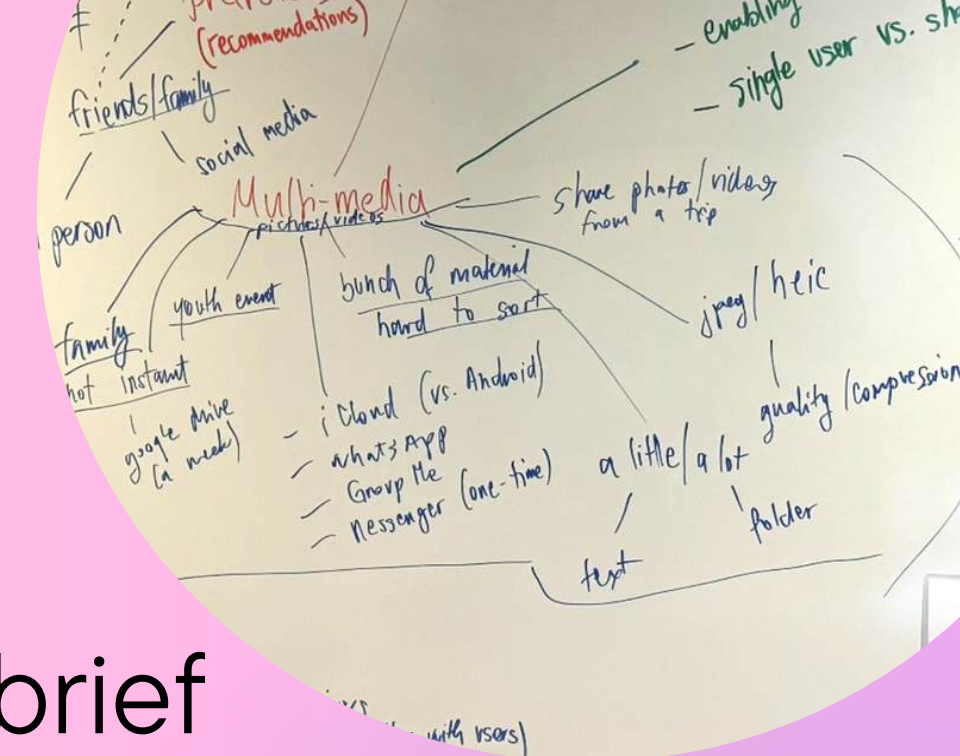 (recommendations)
friends/family
social media
person
enabling
- single user vs. sh
Multi-media
pictures/videos
share photos/videos
from a trip
youth event
bunch of material
hard to sort
jpeg/heic
quality/compression
family
not instant
google drive
(a week)
- iCloud (vs. Android)
- WhatsApp
- Group Me
- Messenger (one-time)
a little/a lot
text
folder
with users)
brief